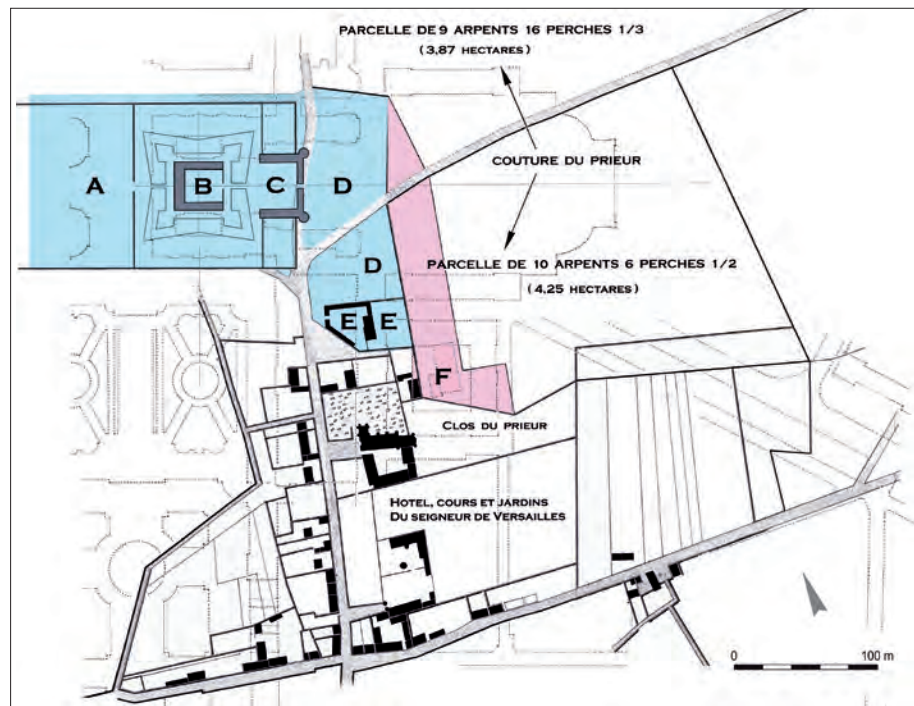 PARCELLE DE 9 ARPENTS 16 PERCHES 1/3
(3,87 HECTARES)
COUTURE DU PRIEUR
A
B
C
D
D
PARCELLE DE 10 ARPENTS 6 PERCHES 1/2
(4,25 HECTARES)
E
E
F
CLOS DU PRIEUR
HOTEL, COURS ET JARDINS
DU SEIGNEUR DE VERSAILLES
0
100 m